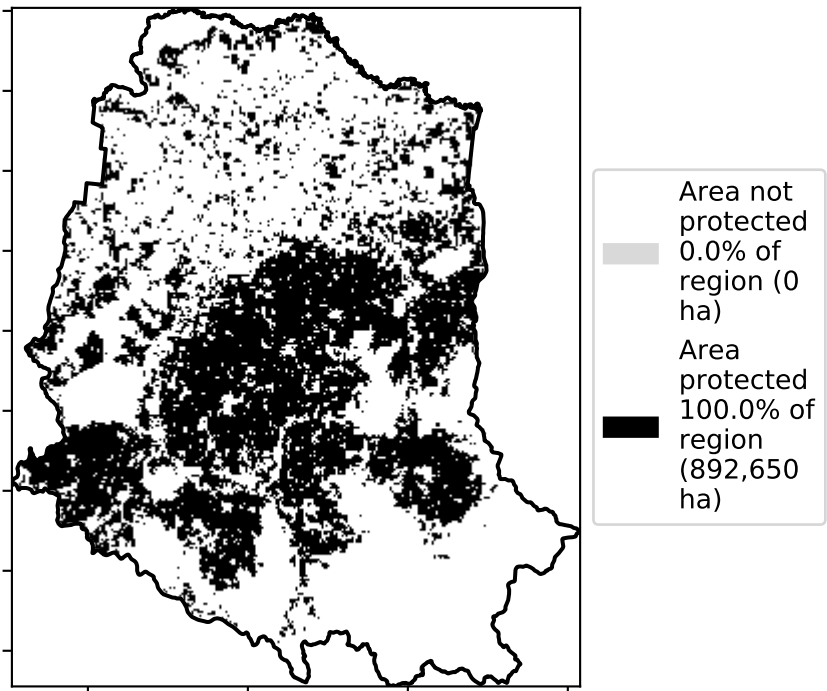 Area not
protected
0.0% of
region (0
ha)
Area
protected
100.0% of
region
(892,650
ha)